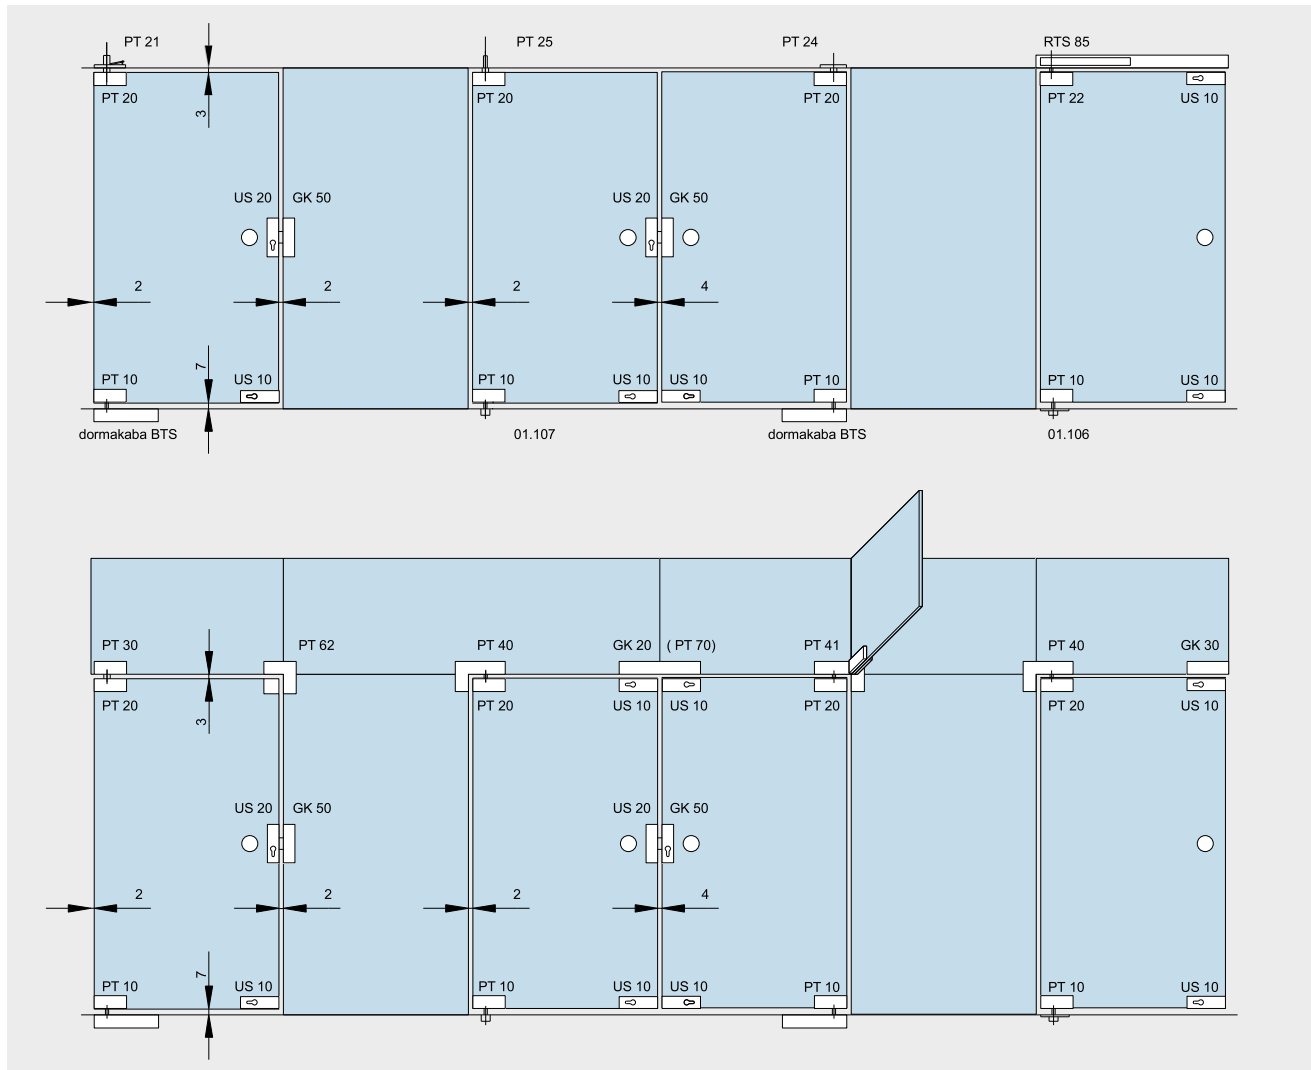 PT 21 PT 25 PT 24 RTS 85
PT 20 PT 20 PT 20 PT 22 US 10
3
US 20 GK 50 US 20 GK 50
2 2 2 4
7
PT 10 US 10 PT 10 US 10 US 10 PT 10 PT 10 US 10
dormakaba BTS 01.107 dormakaba BTS 01.106
PT 30 PT 62 PT 40 GK 20 ( PT 70) PT 41 PT 40 GK 30
PT 20 PT 20 US 10 US 10 PT 20 PT 20 US 10
3
US 20 GK 50 US 20 GK 50
2 2 2 4
7
PT 10 US 10 PT 10 US 10 US 10 PT 10 PT 10 US 10